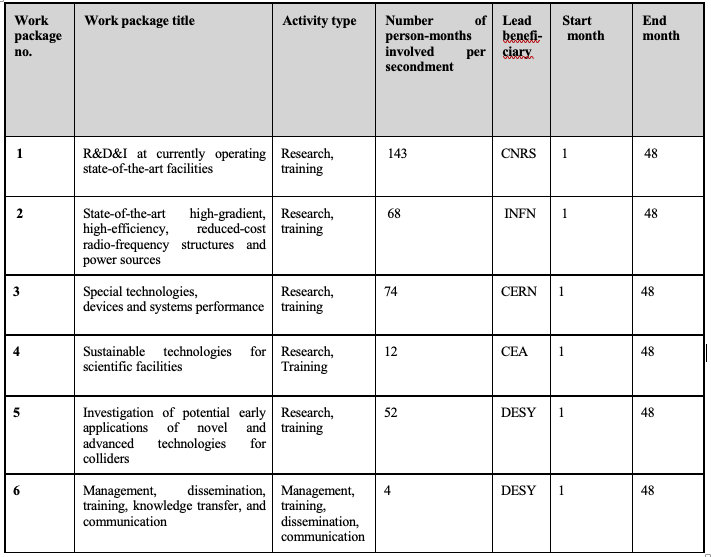 Work package no. | Work package title | Activity type | Number of person-months involved per secondment | Lead benefi-ciary | Start month | End month
1 | R&D&I at currently operating state-of-the-art facilities | Research, training | 143 | CNRS | 1 | 48
2 | State-of-the-art high-gradient, high-efficiency, reduced-cost radio-frequency structures and power sources | Research, training | 68 | INFN | 1 | 48
3 | Special technologies, devices and systems performance | Research, training | 74 | CERN | 1 | 48
4 | Sustainable technologies for scientific facilities | Research, Training | 12 | CEA | 1 | 48
5 | Investigation of potential early applications of novel and advanced technologies for colliders | Research, training | 52 | DESY | 1 | 48
6 | Management, dissemination, training, knowledge transfer, and communication | Management, training, dissemination, communication | 4 | DESY | 1 | 48